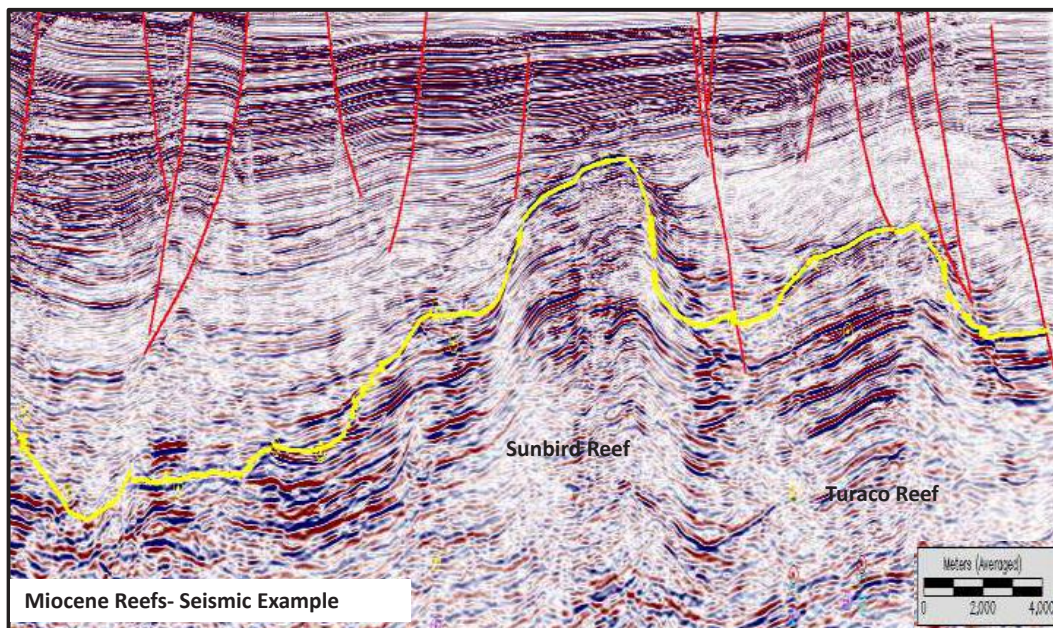 Sunbird Reef
Turaco Reef
Meters (Averaged)
0 2,000 4,000
Miocene Reefs- Seismic Example